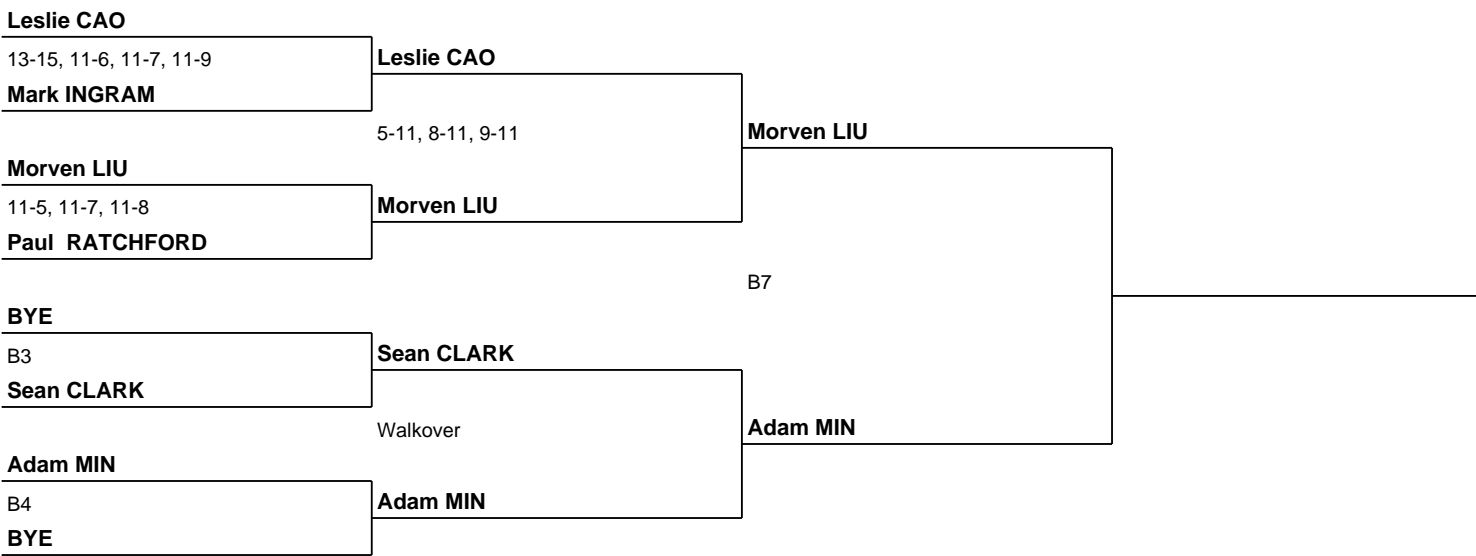 Leslie CAO
13-15, 11-6, 11-7, 11-9
Leslie CAO
Mark INGRAM
5-11, 8-11, 9-11
Morven LIU
Morven LIU
11-5, 11-7, 11-8
Morven LIU
Paul  RATCHFORD
B7
BYE
B3
Sean CLARK
Sean CLARK
Walkover
Adam MIN
Adam MIN
B4
Adam MIN
BYE